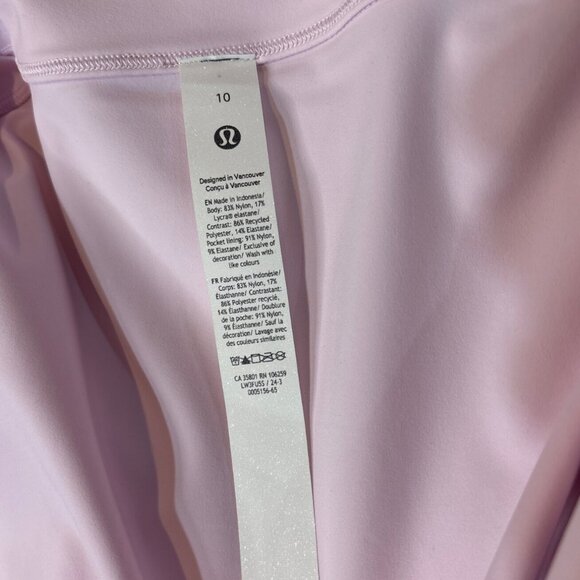 10
Designed in Vancouver
Conçu à Vancouver
EN Made in Indonesia/
Body: 83% Nylon, 17%
Lycra® elastane/
Contrast: 86% Recycled
Polyester, 14% Elastane/
Pocket lining: 91% Nylon,
9% Elastane/ Exclusive of
decoration/ Wash with
like colours
FR Fabriqué en Indonésie/
Corps: 83% Nylon, 17%
Élasthanne/ Contrastant:
86% Polyester recyclé,
14% Élasthanne/ Doublure
de la poche: 91% Nylon,
9% Élasthanne/ Sauf la
décoration/ Lavage avec
des couleurs similaires
CA 35801 RN 106259
LW3FUSS / 24-3
0005156-65